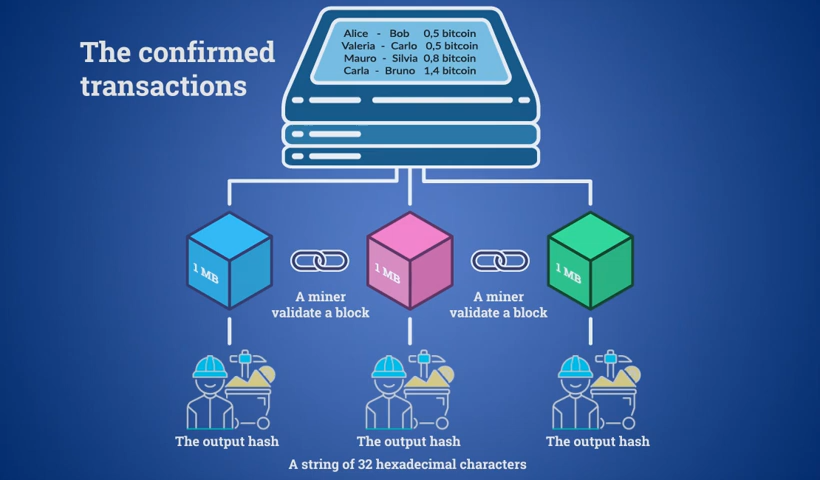 The confirmed
transactions
Alice - Bob 0,5 bitcoin
Valeria - Carlo 0,5 bitcoin
Mauro - Silvia 0,8 bitcoin
Carla - Bruno 1,4 bitcoin
1 MB
1 MB
1 MB
A miner
validate a block
A miner
validate a block
The output hash
The output hash
The output hash
A string of 32 hexadecimal characters